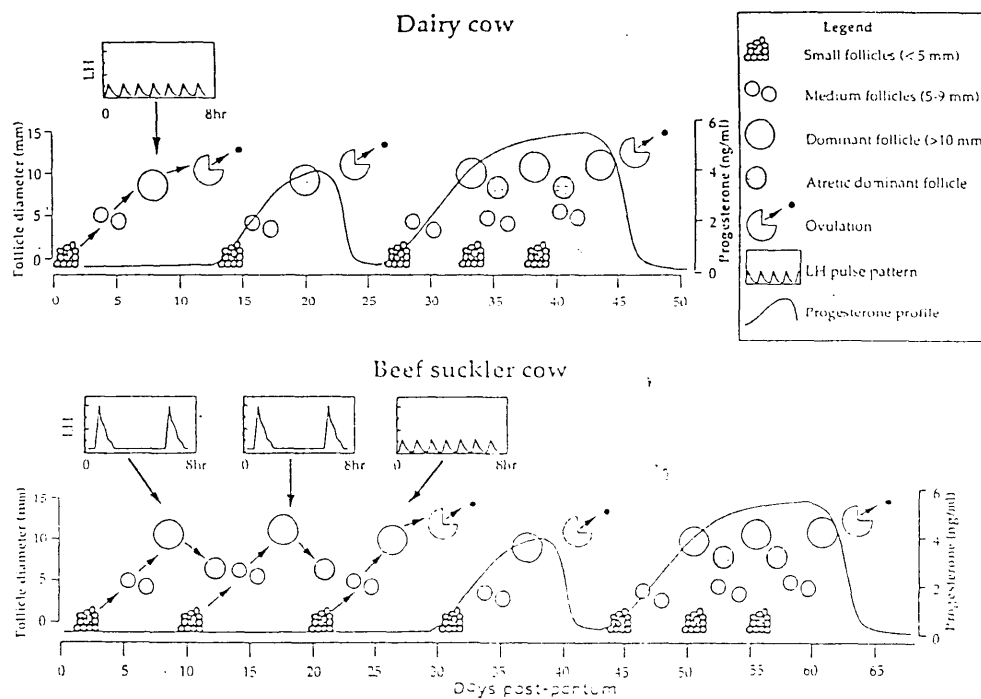 Dairy cow
LH
0 8hr
Follicle diameter (mm)
15
10
5
0
6
4
2
0
Progesterone (ng/ml)
0 5 10 15 20 25 30 35 40 45 50
Legend
Small follicles (< 5 mm)
Medium follicles (5-9 mm)
Dominant follicle (>10 mm)
Atretic dominant follicle
Ovulation
LH pulse pattern
Progesterone profile
Beef suckler cow
LH
0 8hr
0 8hr
0 8hr
Follicle diameter (mm)
15
10
5
0
6
4
2
0
Progesterone (ng/ml)
0 5 10 15 20 25 30 35 40 45 50 55 60 65
Days post-partum